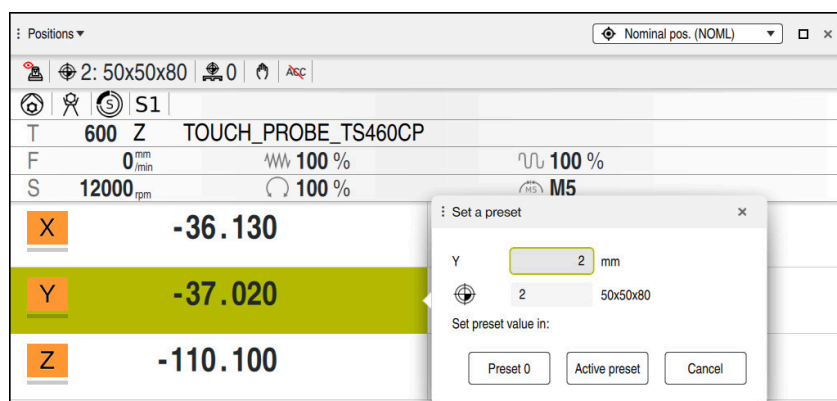 Positions
Nominal pos. (NOML)
2: 50x50x80 0 ACC
S S1
T 600 Z TOUCH_PROBE_TS460CP
F 0 mm/min 100 % 100 %
S 12000 rpm 100 % M5 M5
X -36.130
Y -37.020
Z -110.100
Set a preset
Y 2 mm
2 50x50x80
Set preset value in:
Preset 0 Active preset Cancel